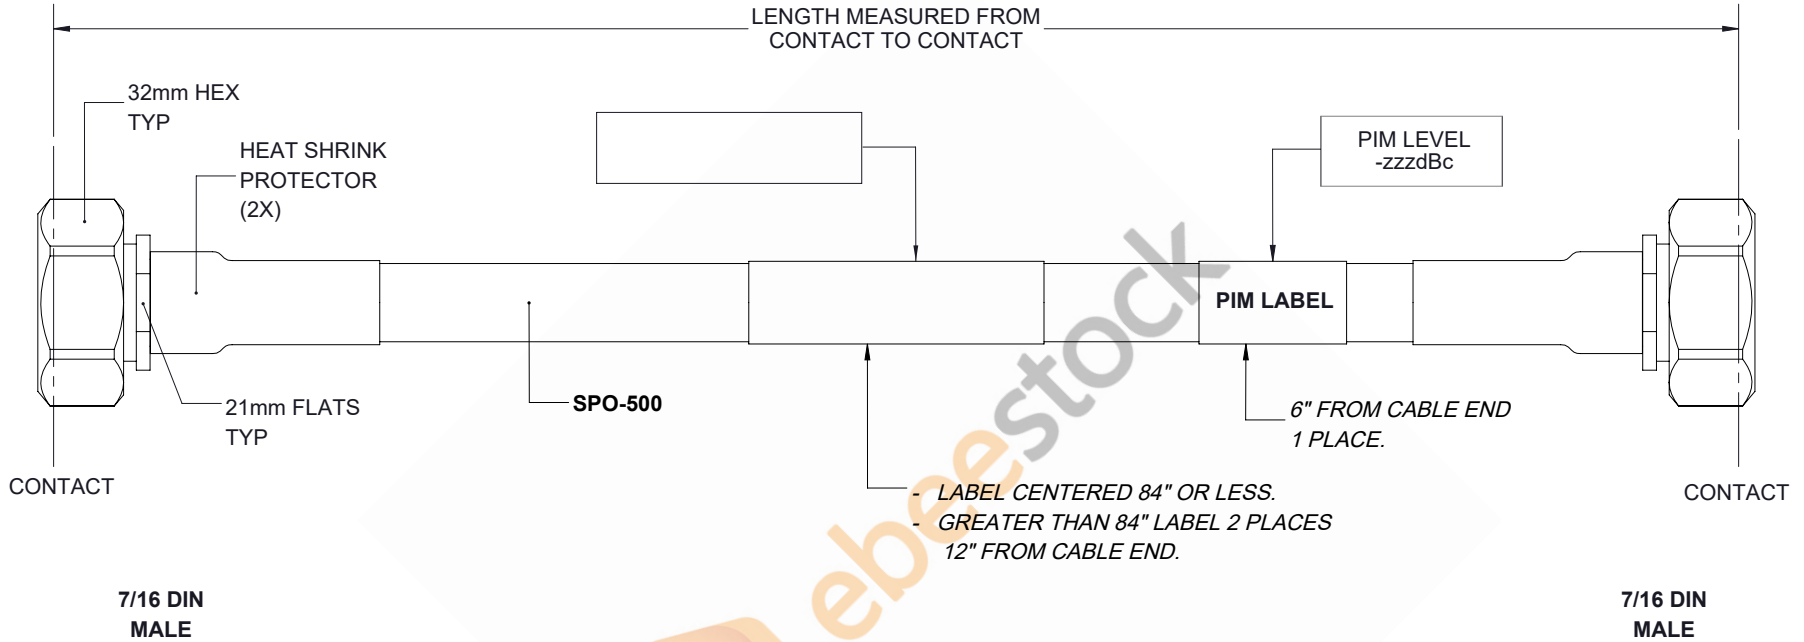 LENGTH MEASURED FROM
CONTACT TO CONTACT
32mm HEX
TYP
HEAT SHRINK
PROTECTOR
(2X)
PIM LEVEL
-zzzdBc
PIM LABEL
21mm FLATS
TYP
SPO-500
6" FROM CABLE END
1 PLACE.
CONTACT
CONTACT
- LABEL CENTERED 84" OR LESS.
- GREATER THAN 84" LABEL 2 PLACES
12" FROM CABLE END.
7/16 DIN
MALE
7/16 DIN
MALE
ebeestock